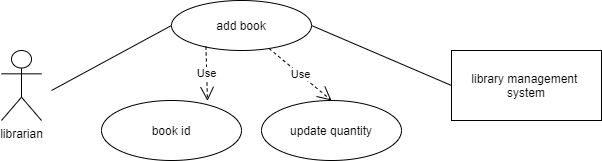 add book
Use
Use
library management
system
librarian
book id
update quantity